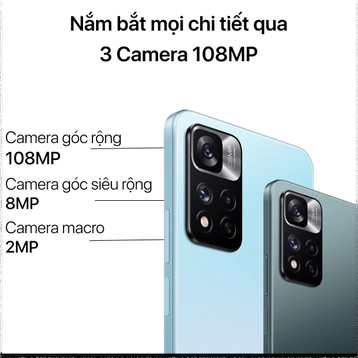 Nắm bắt mọi chi tiết qua
3 Camera 108MP
Camera góc rộng
108MP
Camera góc siêu rộng
8MP
Camera macro
2MP
108MP